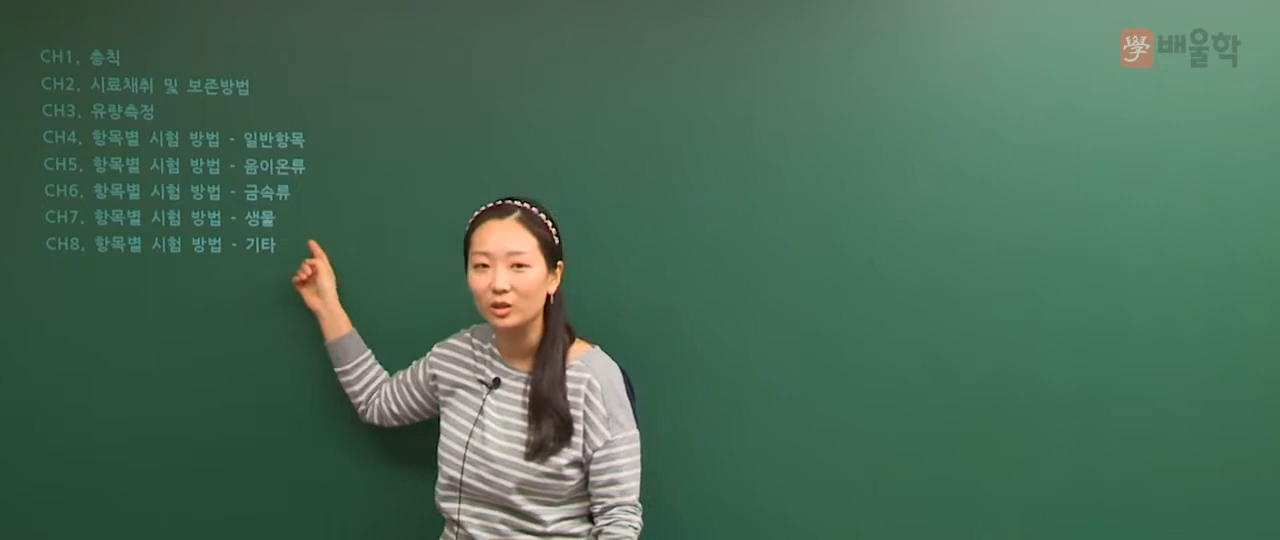 CH1. 총칙
CH2. 시료채취 및 보존방법
CH3. 유량측정
CH4. 항목별 시험 방법 - 일반항목
CH5. 항목별 시험 방법 - 음이온류
CH6. 항목별 시험 방법 - 금속류
CH7. 항목별 시험 방법 - 생물
CH8. 항목별 시험 방법 - 기타
學 배울학